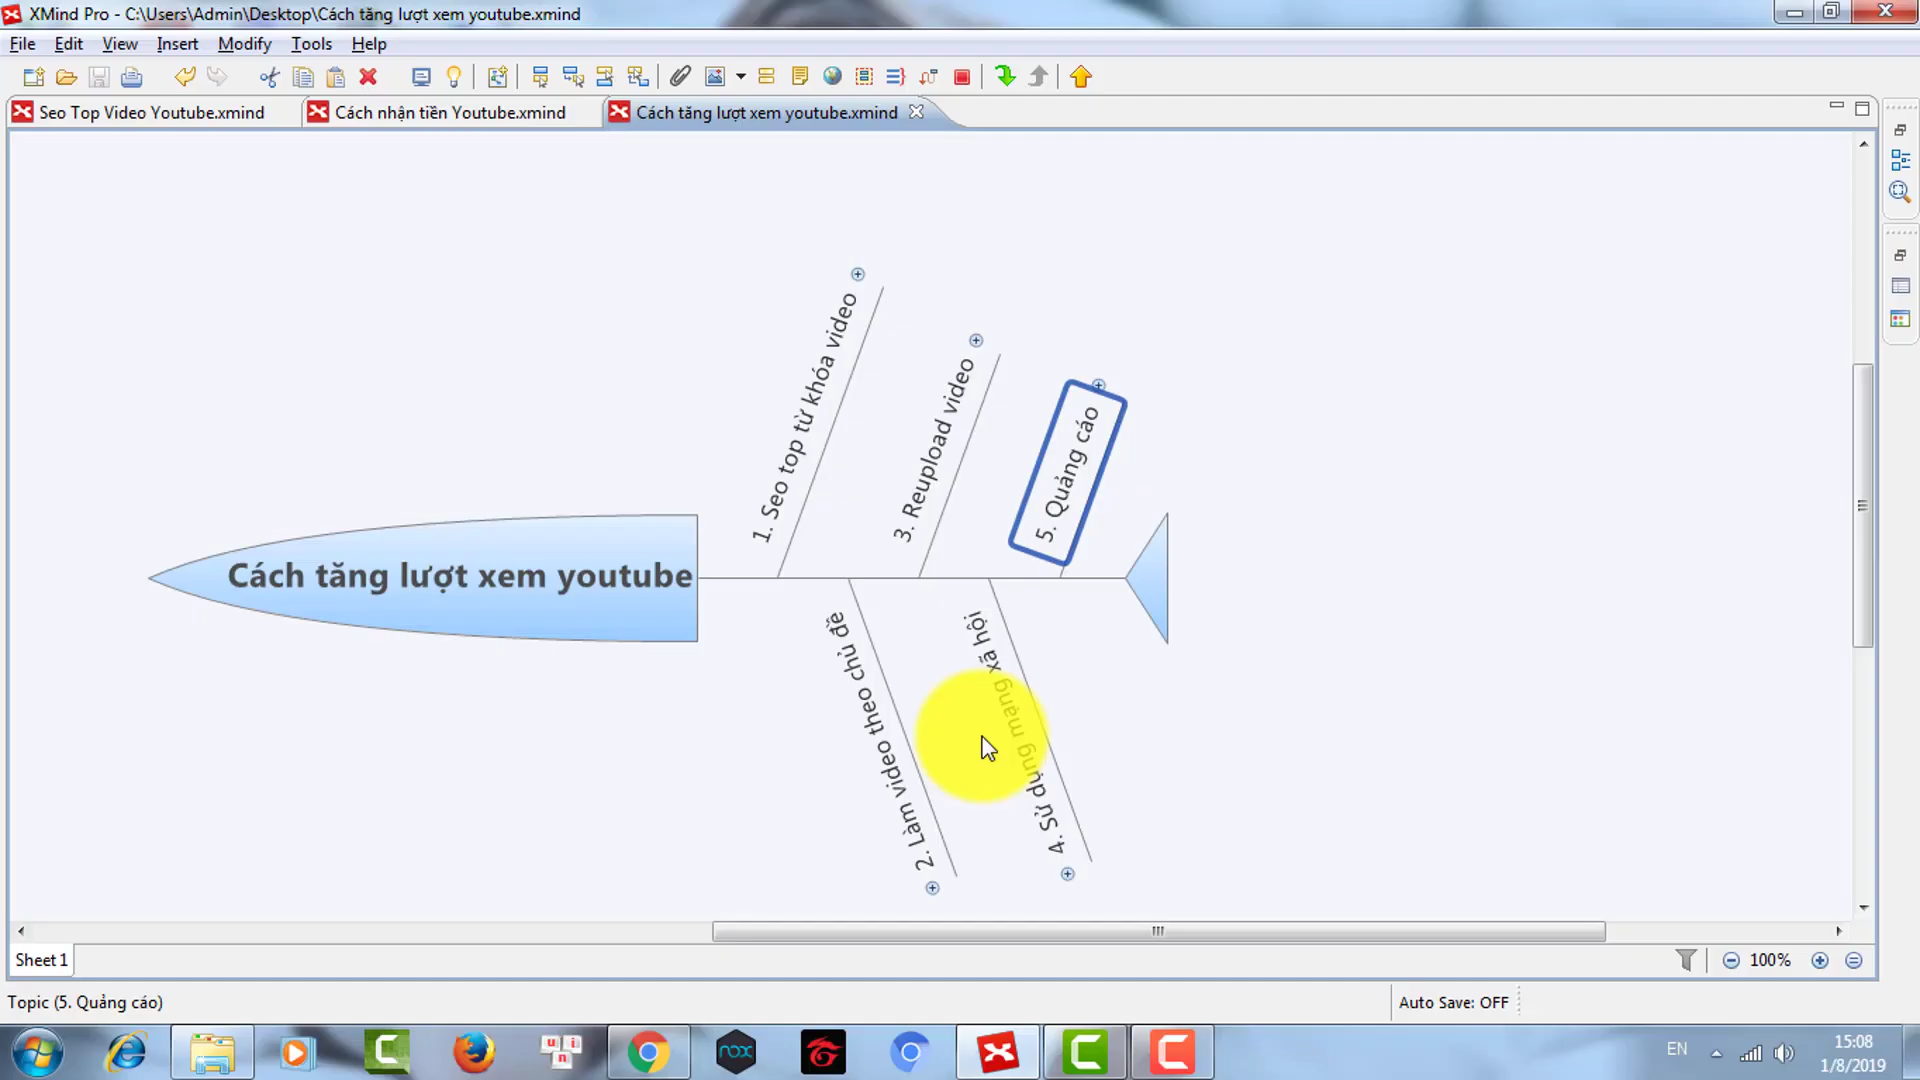 XMind Pro - C:\Users\Admin\Desktop\Cách tăng lượt xem youtube.xmind
File Edit View Insert Modify Tools Help
Seo Top Video Youtube.xmind
Cách nhận tiền Youtube.xmind
Cách tăng lượt xem youtube.xmind
1. Seo top từ khóa video
3. Reupload video
5. Quảng cáo
Cách tăng lượt xem youtube
2. Làm video theo chủ đề
4. Sử dụng mạng xã hội
Sheet 1
100%
Topic (5. Quảng cáo)
Auto Save: OFF
un i n
nox
EN
15:08
1/8/2019